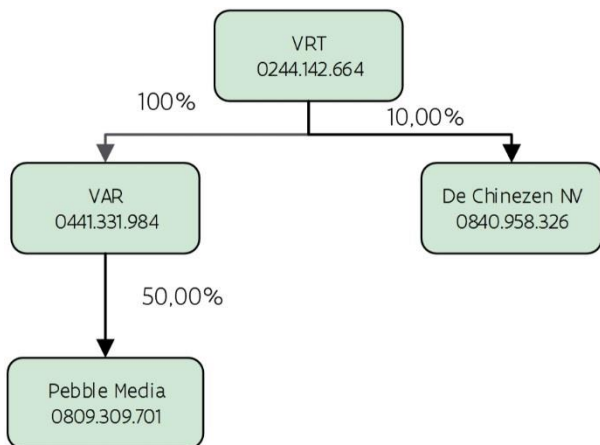 VRT
0244.142.664
100%
10,00%
VAR
0441.331.984
De Chinezen NV
0840.958.326
50,00%
Pebble Media
0809.309.701